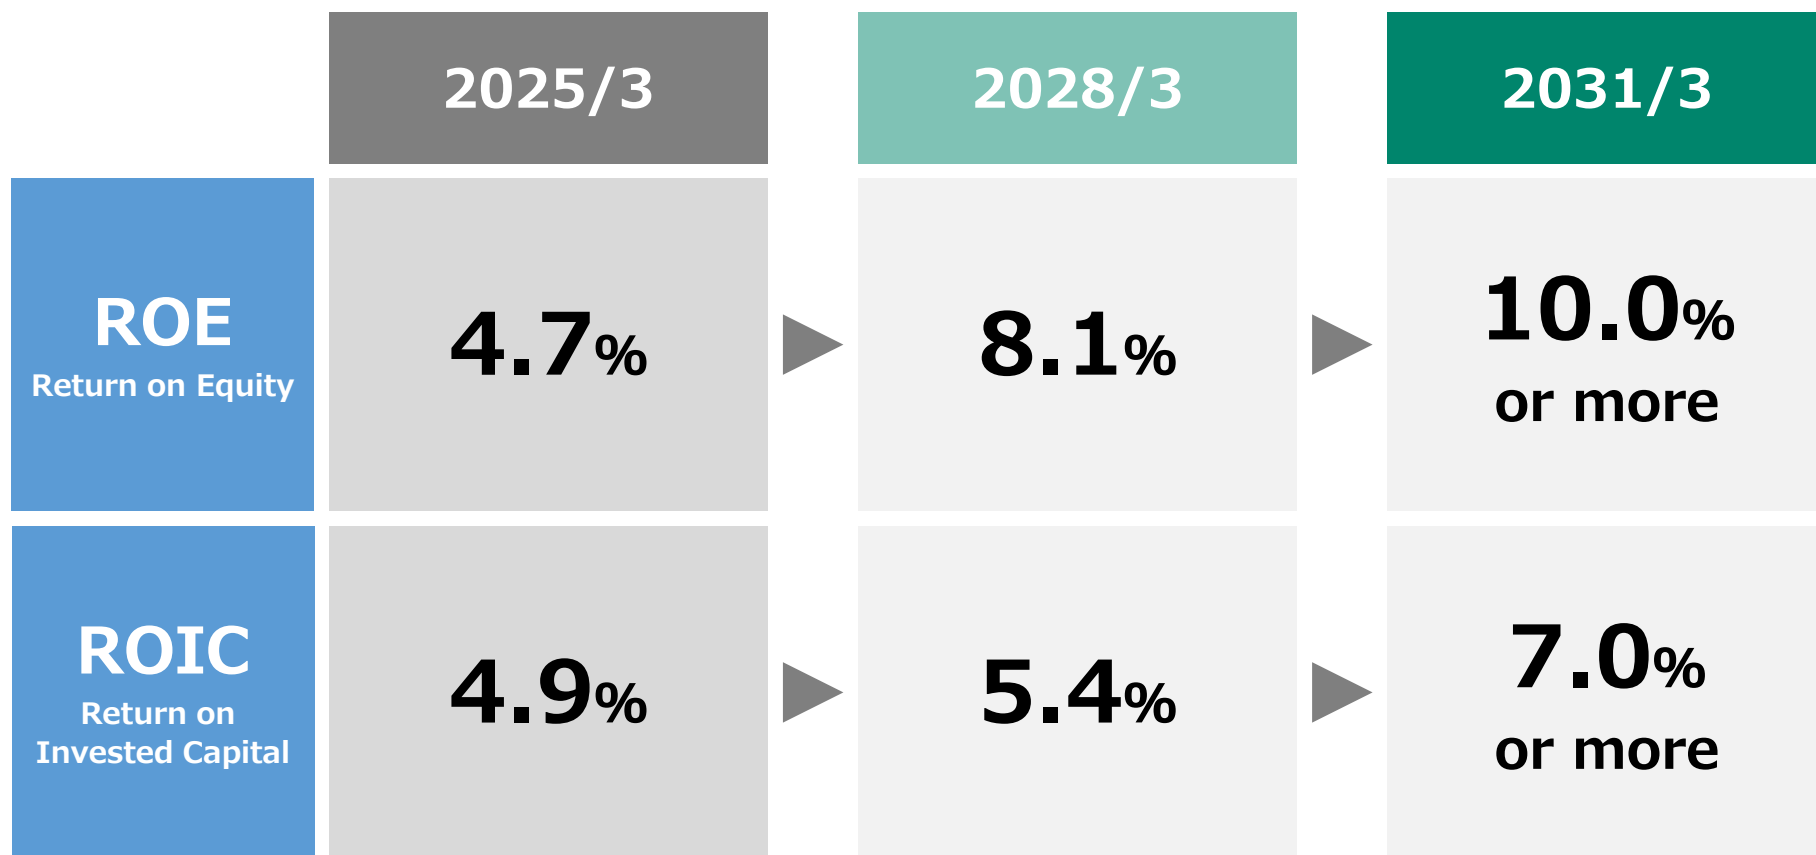 2025/3
2028/3
2031/3
ROE
Return on Equity
4.7%
8.1%
10.0%
or more
ROIC
Return on
Invested Capital
4.9%
5.4%
7.0%
or more